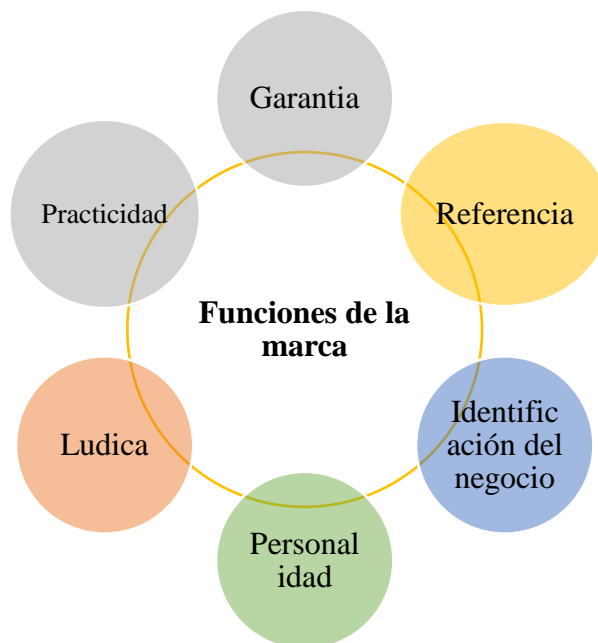 Garantia
Referencia
Identific
ación del
negocio
Personal
idad
Ludica
Practicidad
Funciones de la
marca